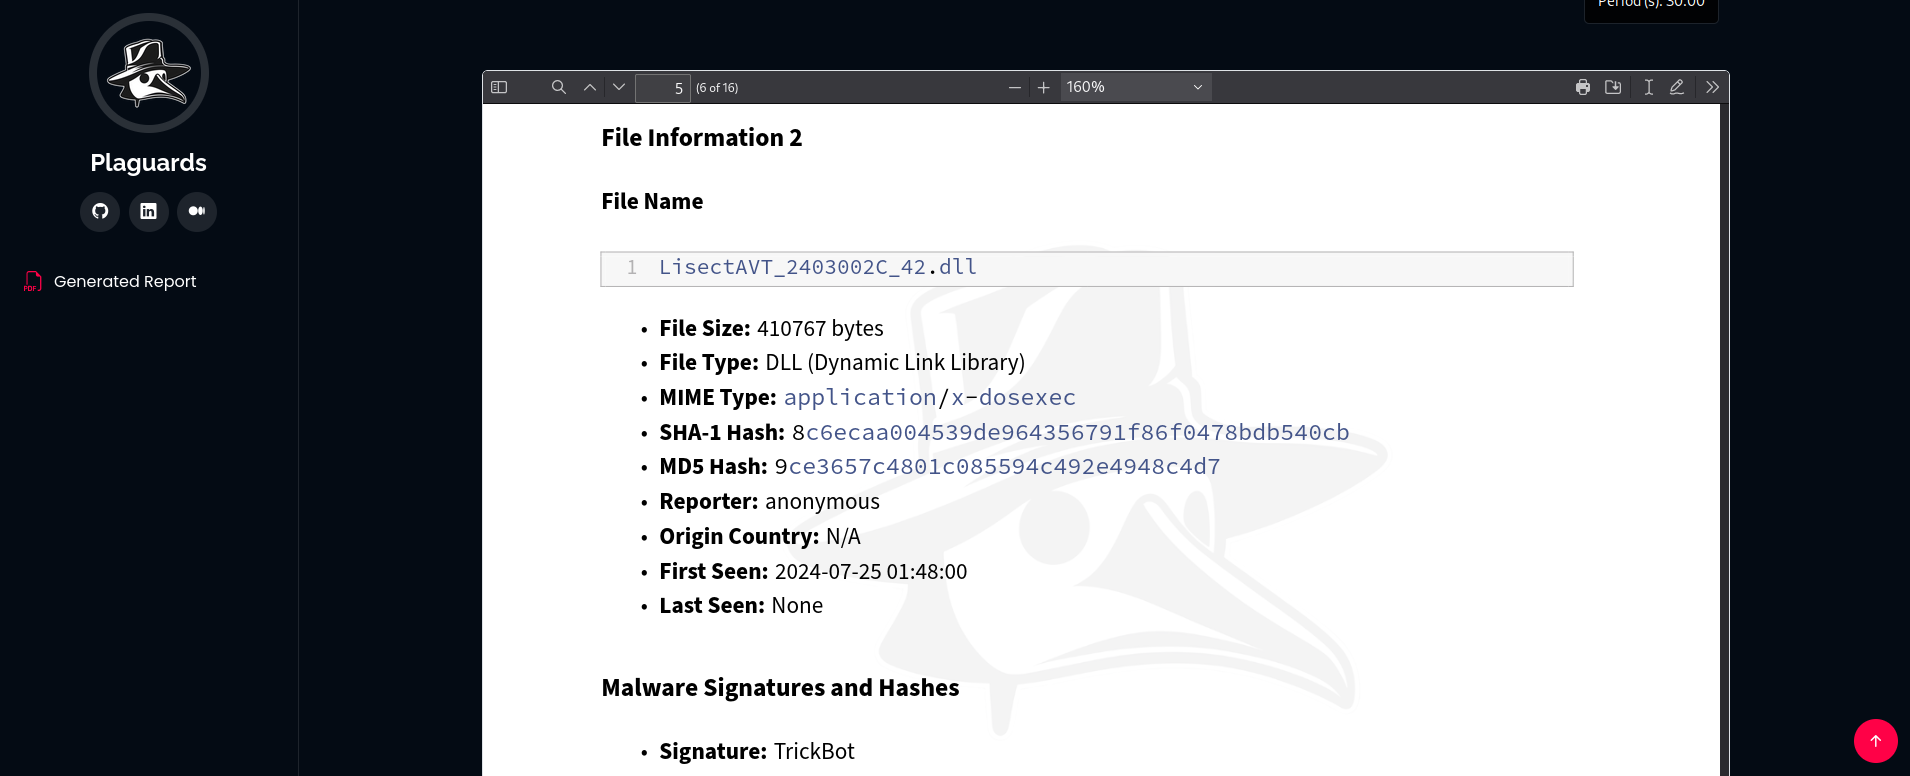 Period(s): 30.00
Plaguards
Generated Report
5 (6 of 16) 160%
File Information 2
File Name
1 LisectAVT_2403002C_42.dll
• File Size: 410767 bytes
• File Type: DLL (Dynamic Link Library)
• MIME Type: application/x-dosexec
• SHA-1 Hash: 8c6ecaa004539de964356791f86f0478bdb540cb
• MD5 Hash: 9ce3657c4801c085594c492e4948c4d7
• Reporter: anonymous
• Origin Country: N/A
• First Seen: 2024-07-25 01:48:00
• Last Seen: None
Malware Signatures and Hashes
• Signature: TrickBot